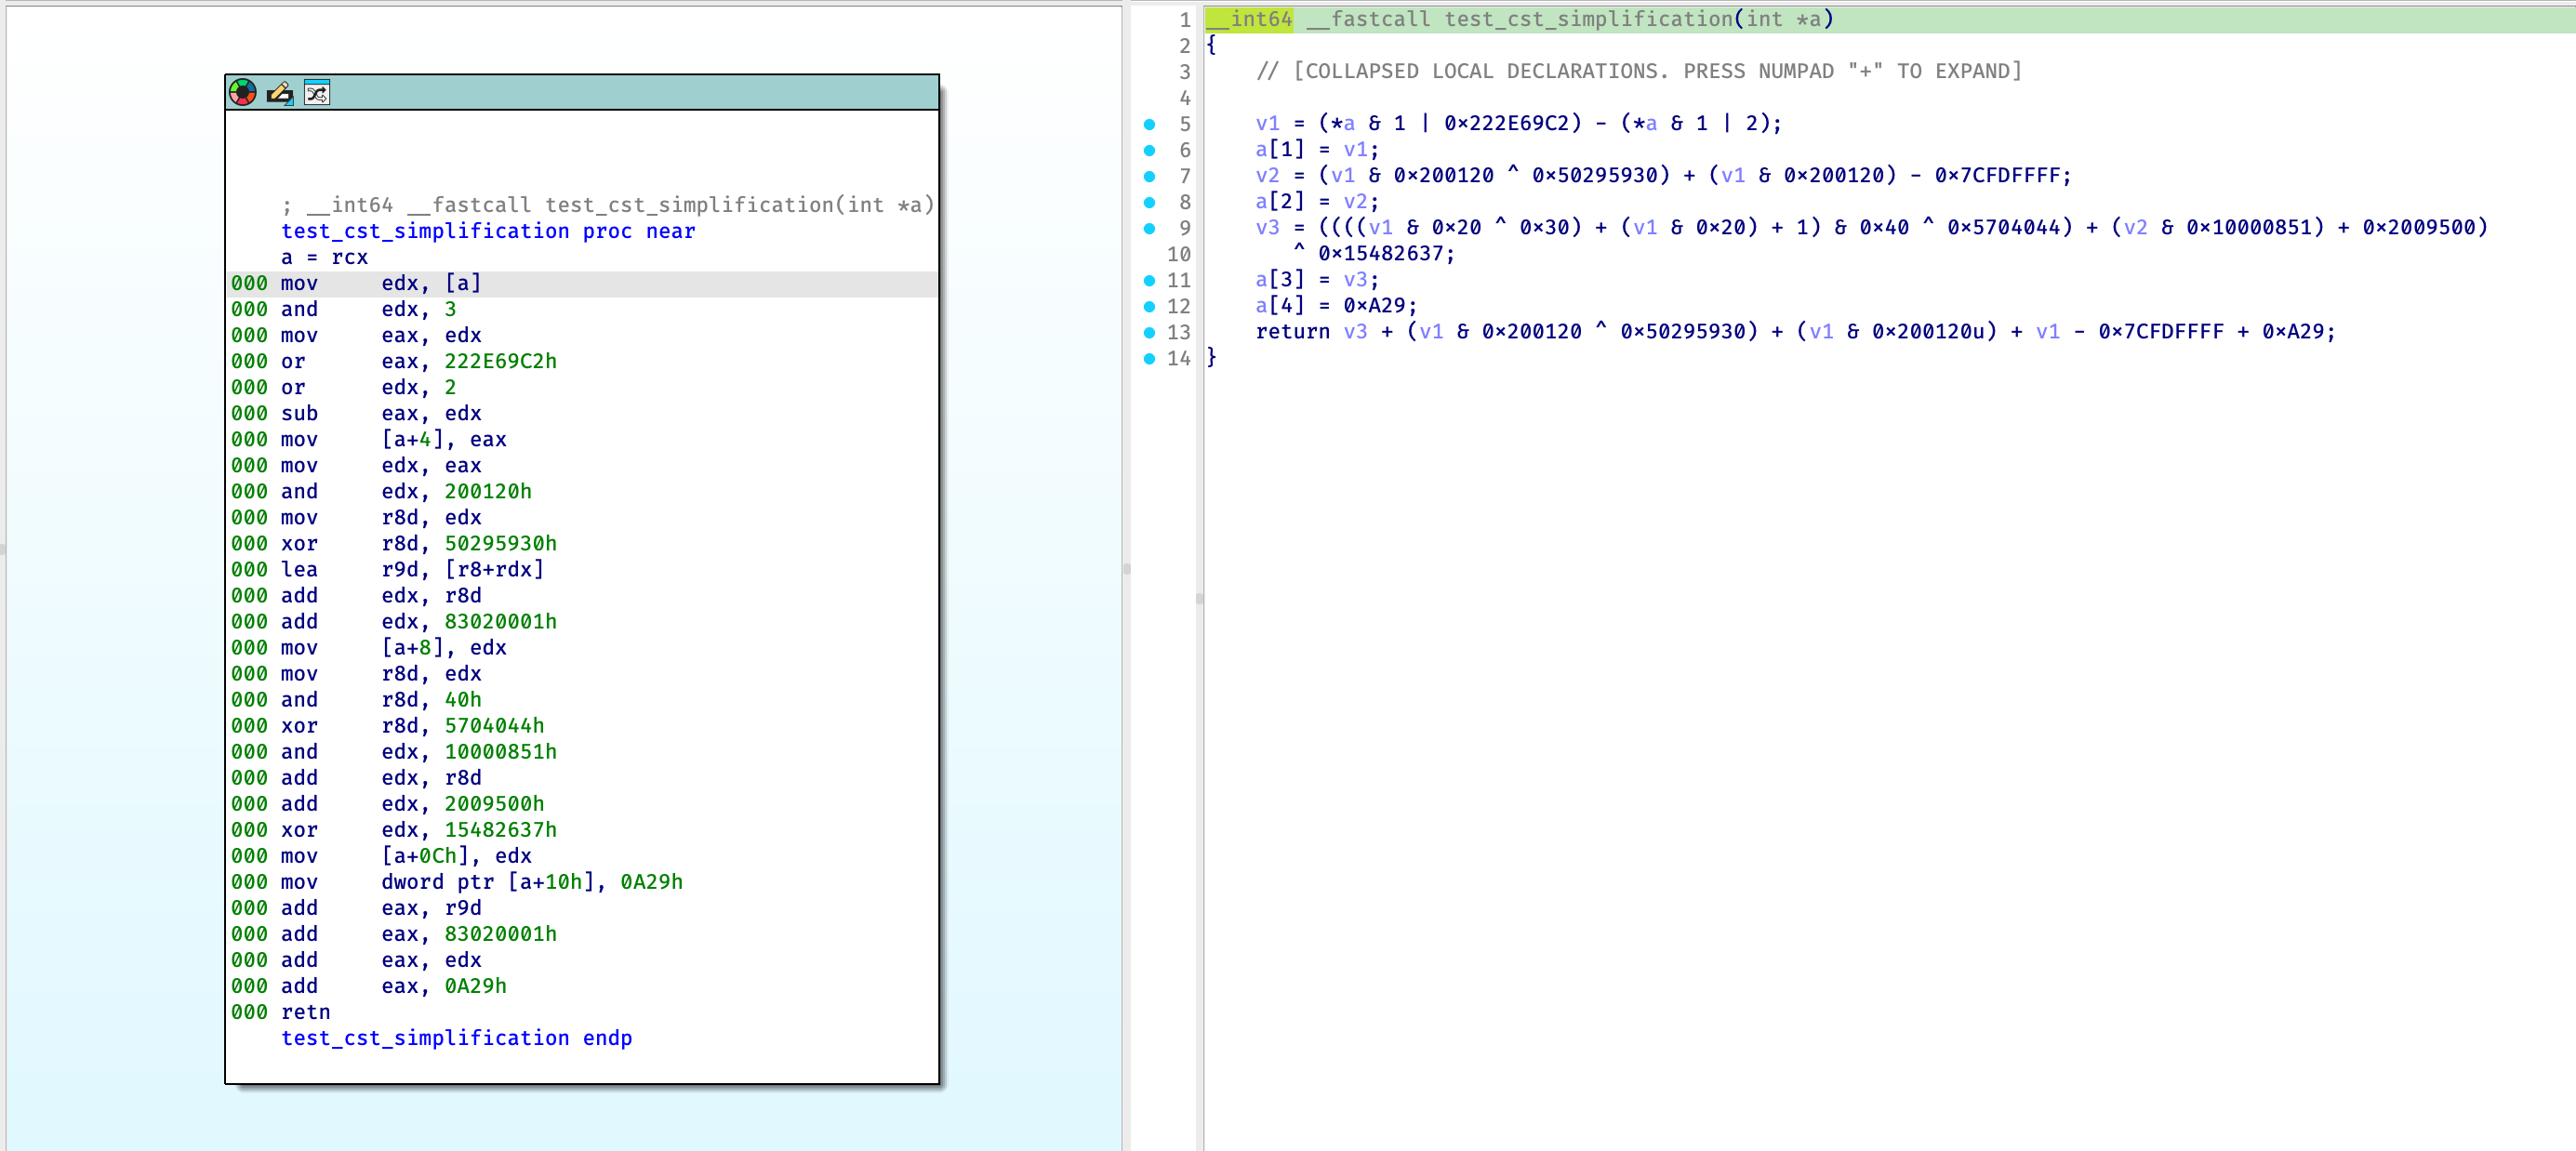 ; __int64 __fastcall test_cst_simplification(int *a)
test_cst_simplification proc near
a = rcx
000 mov edx, [a]
000 and edx, 3
000 mov eax, edx
000 or eax, 222E69C2h
000 or edx, 2
000 sub eax, edx
000 mov [a+4], eax
000 mov edx, eax
000 and edx, 200120h
000 mov r8d, edx
000 xor r8d, 50295930h
000 lea r9d, [r8+rdx]
000 add edx, r8d
000 add edx, 83020001h
000 mov [a+8], edx
000 mov r8d, edx
000 and r8d, 40h
000 xor r8d, 5704044h
000 and edx, 10000851h
000 add edx, r8d
000 add edx, 2009500h
000 xor edx, 15482637h
000 mov [a+0Ch], edx
000 mov dword ptr [a+10h], 0A29h
000 add eax, r9d
000 add eax, 83020001h
000 add eax, edx
000 add eax, 0A29h
000 retn
test_cst_simplification endp
1 __int64 __fastcall test_cst_simplification(int *a)
2 {
3 // [COLLAPSED LOCAL DECLARATIONS. PRESS NUMPAD "+" TO EXPAND]
4
5 v1 = (*a & 1 | 0x222E69C2) - (*a & 1 | 2);
6 a[1] = v1;
7 v2 = (v1 & 0x200120 ^ 0x50295930) + (v1 & 0x200120) - 0x7CFDFFFF;
8 a[2] = v2;
9 v3 = ((((v1 & 0x20 ^ 0x30) + (v1 & 0x20) + 1) & 0x40 ^ 0x5704044) + (v2 & 0x10000851) + 0x2009500)
10 ^ 0x15482637;
11 a[3] = v3;
12 a[4] = 0xA29;
13 return v3 + (v1 & 0x200120 ^ 0x50295930) + (v1 & 0x200120u) + v1 - 0x7CFDFFFF + 0xA29;
14 }